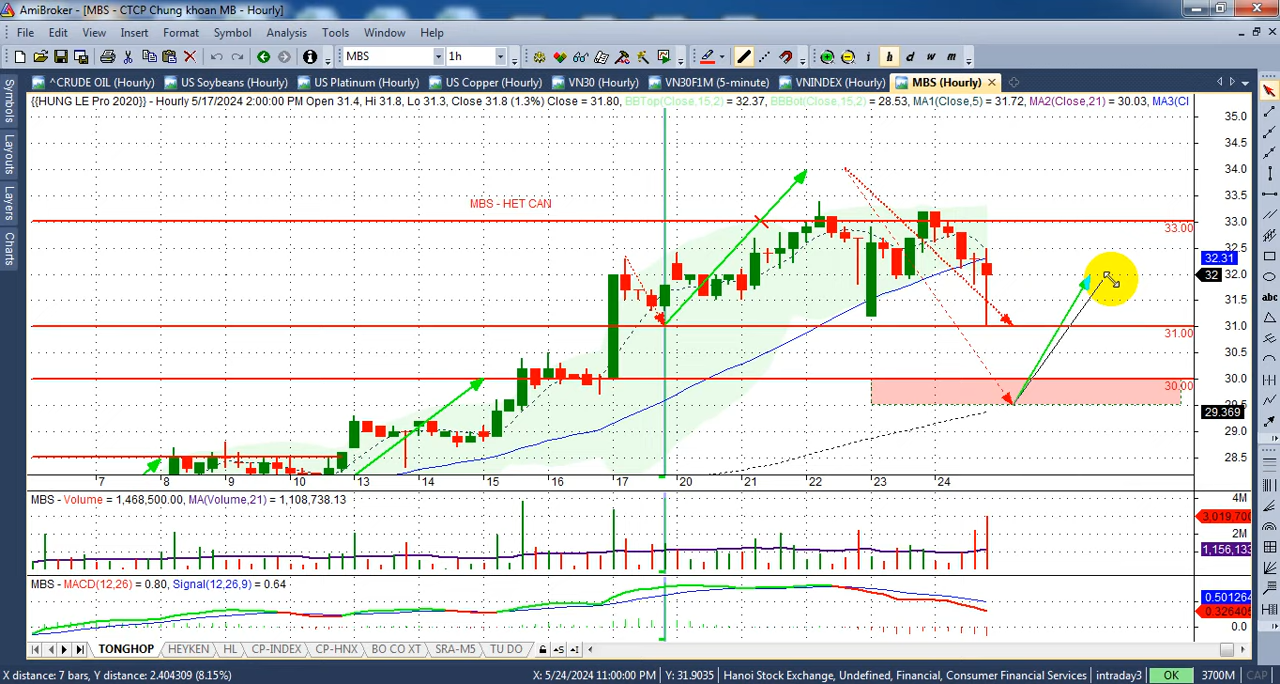 AmiBroker - [MBS - CTCP Chung khoan MB - Hourly]
File Edit View Insert Format Symbol Analysis Tools Window Help
MBS 1h i h d w m
^CRUDE OIL (Hourly) US Soybeans (Hourly) US Platinum (Hourly) US Copper (Hourly) VN30 (Hourly) VN30F1M (5-minute) VNINDEX (Hourly) MBS (Hourly)
Symbols
Layouts
Layers
Charts
{{HUNG LE Pro 2020}} - Hourly 5/17/2024 2:00:00 PM Open 31.4, Hi 31.8, Lo 31.3, Close 31.8 (1.3%) Close = 31.80, BBTop(Close,15,2) = 32.37, BBBot(Close,15,2) = 28.53, MA1(Close,5) = 31.72, MA2(Close,21) = 30.03, MA3(Cl
35.0
34.5
34.0
33.5
MBS - HET CAN
33.0
33.00
32.5
32.31
32.0
32
31.5
31.0
31.00
30.5
30.0
30.00
29.5
29.369
29.0
28.5
abc
7 8 9 10 13 14 15 16 17 20 21 22 23 24
MBS - Volume = 1,468,500.00, MA(Volume,21) = 1,108,738.13
4M
3,019,700
2M
1,156,133
MBS - MACD(12,26) = 0.80, Signal(12,26,9) = 0.64
0.501264
0.326405
0.0
TONGHOP HEYKEN HL CP-INDEX CP-HNX BO CO XT SRA-M5 TU DO
X distance: 7 bars, Y distance: 2.404309 (8.15%) X: 5/24/2024 11:00:00 PM Y: 31.9035 Hanoi Stock Exchange, Undefined, Financial, Consumer Financial Services intraday3 OK 3700M CAP